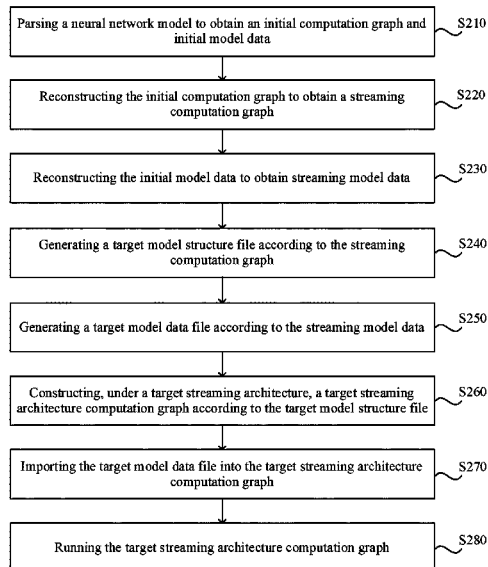 Parsing a neural network model to obtain an initial computation graph and
initial model data
S210
Reconstructing the initial computation graph to obtain a streaming
computation graph
S220
Reconstructing the initial model data to obtain streaming model data
S230
Generating a target model structure file according to the streaming
computation graph
S240
Generating a target model data file according to the streaming model data
S250
Constructing, under a target streaming architecture, a target streaming
architecture computation graph according to the target model structure file
S260
Importing the target model data file into the target streaming architecture
computation graph
S270
Running the target streaming architecture computation graph
S280